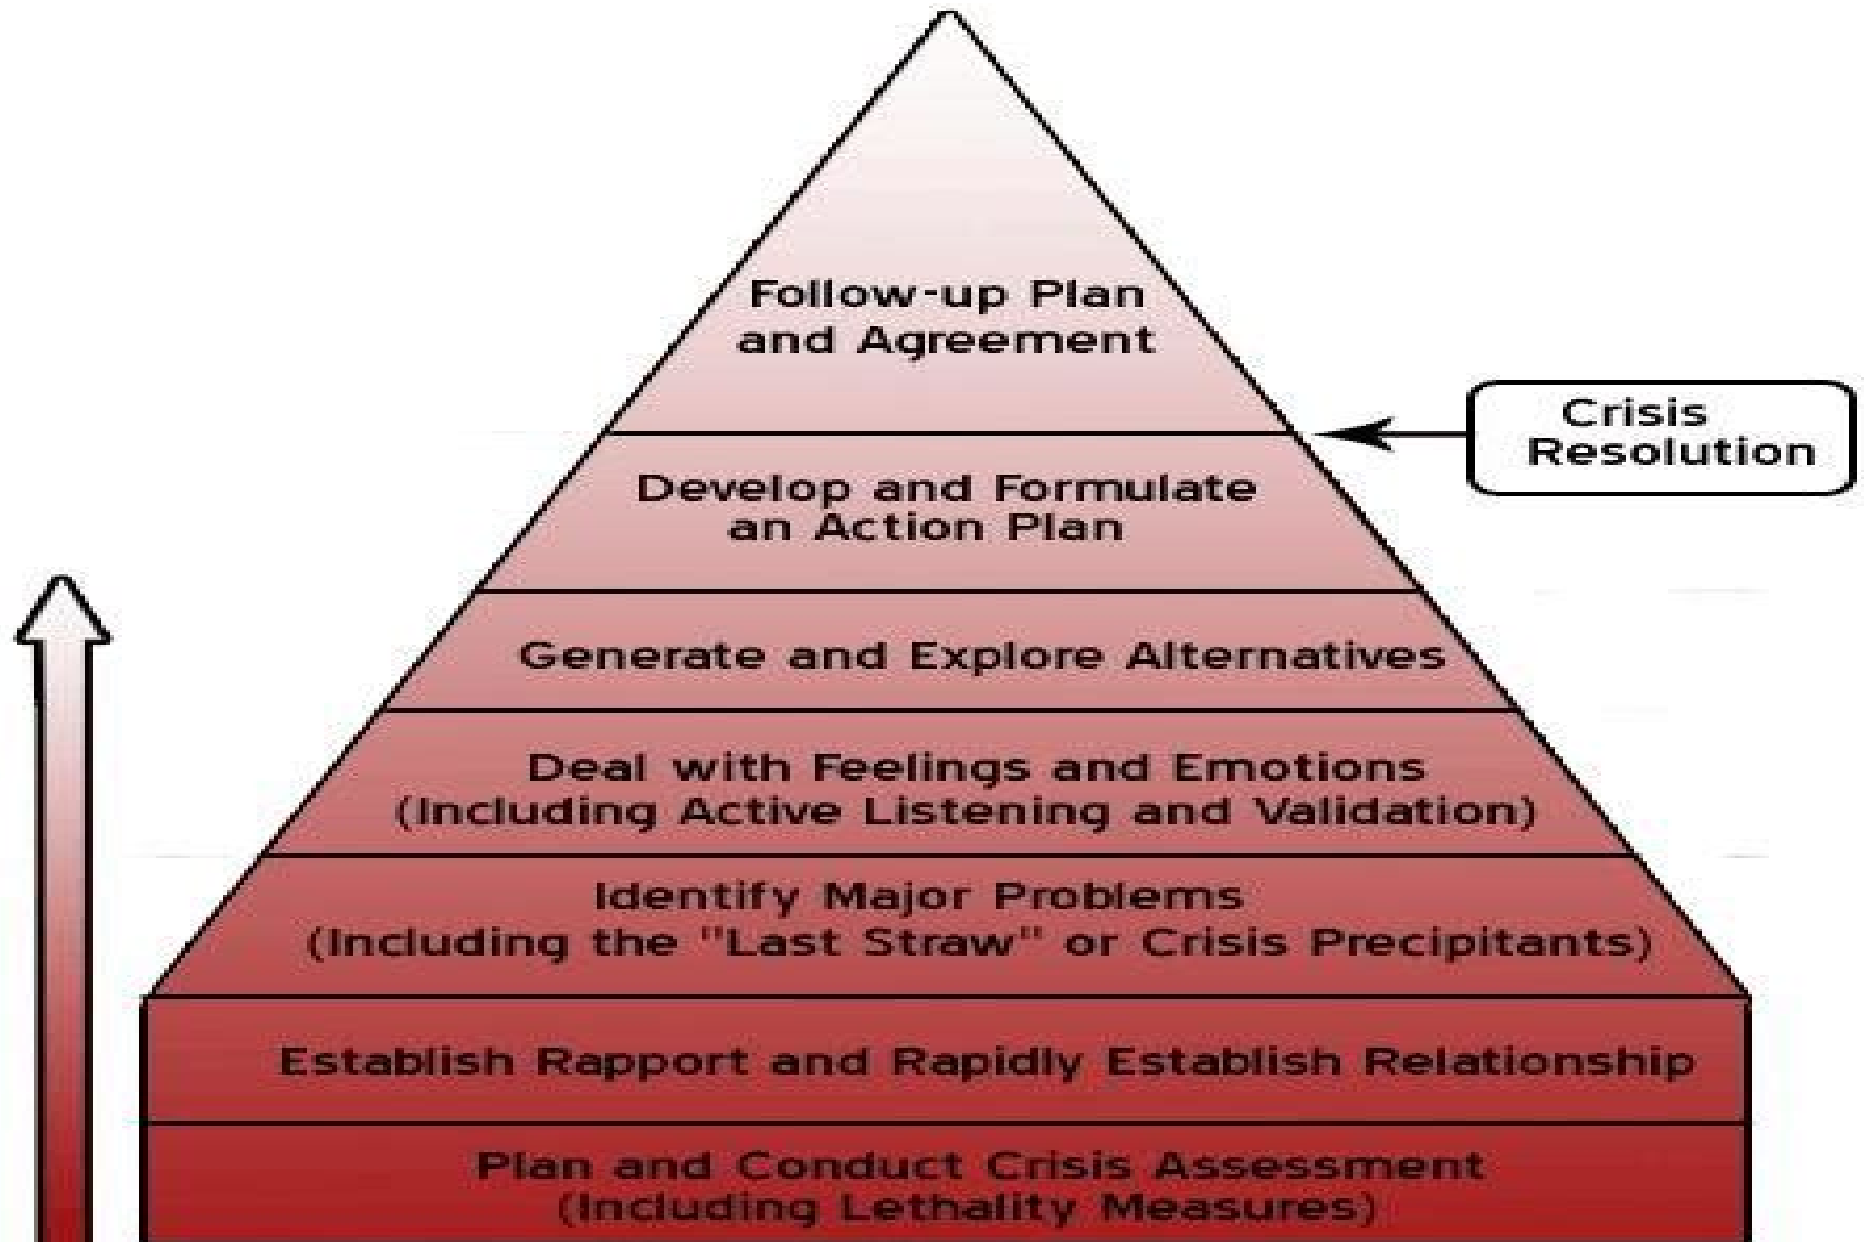 Follow-up Plan
and Agreement
Crisis
Resolution
Develop and Formulate
an Action Plan
Generate and Explore Alternatives
Deal with Feelings and Emotions
(Including Active Listening and Validation)
Identify Major Problems
(Including the "Last Straw" or Crisis Precipitants)
Establish Rapport and Rapidly Establish Relationship
Plan and Conduct Crisis Assessment
(Including Lethality Measures)